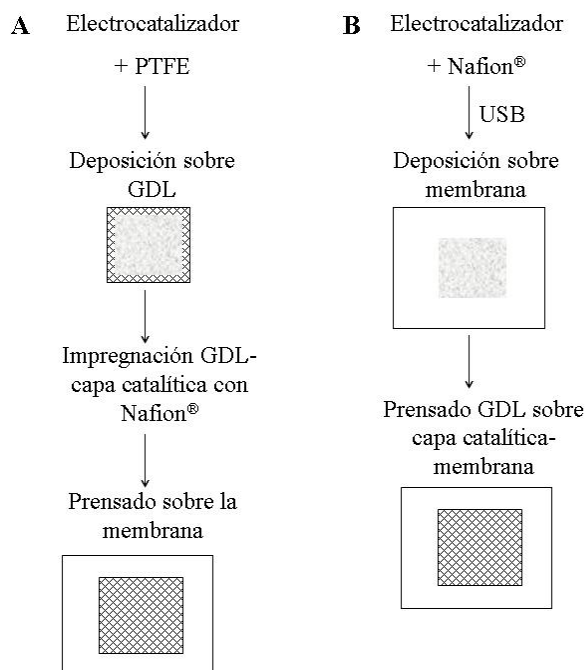 A
Electrocatalizador
+ PTFE
Deposición sobre
GDL
Impregnación GDL-
capa catalítica con
Nafion®
Prensado sobre la
membrana
B
Electrocatalizador
+ Nafion®
USB
Deposición sobre
membrana
Prensado GDL sobre
capa catalítica-
membrana